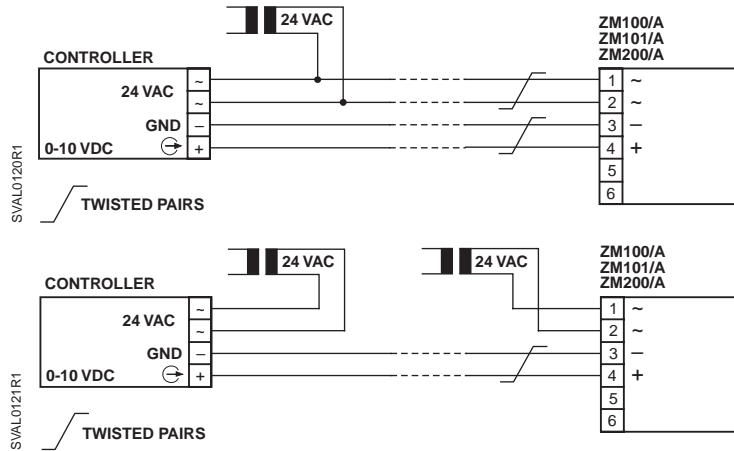 24 VAC
ZM100/A
ZM101/A
ZM200/A
CONTROLLER
24 VAC
~
~
GND
–
0-10 VDC
+
1 ~
2 ~
3 –
4 +
5
6
SVAL0120R1
TWISTED PAIRS
24 VAC
24 VAC
ZM100/A
ZM101/A
ZM200/A
CONTROLLER
24 VAC
~
~
GND
–
0-10 VDC
+
1 ~
2 ~
3 –
4 +
5
6
SVAL0121R1
TWISTED PAIRS